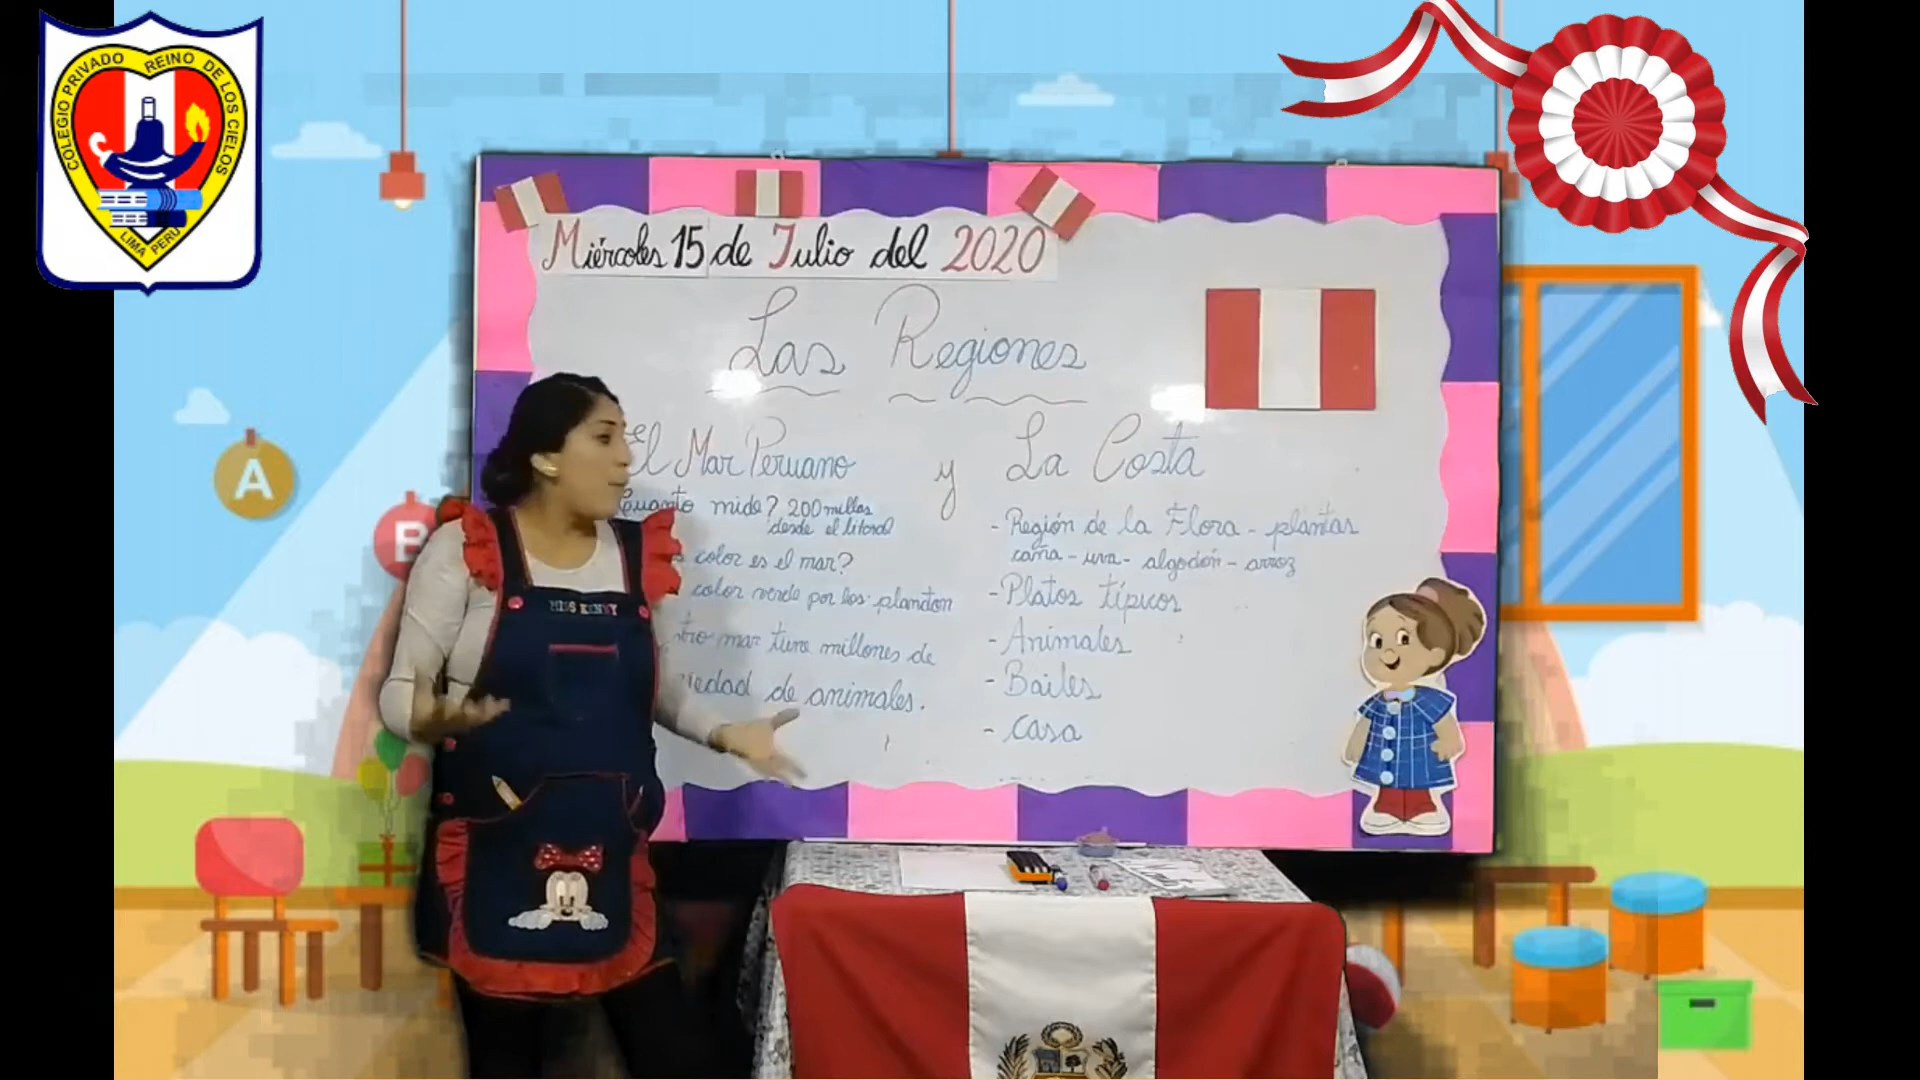 COLEGIO PRIVADO REINO DE LOS CIELOS
LIMA PERU
Miércoles 15 de Julio del 2020
Las Regiones
El Mar Peruano y La Costa
Cuanto mide? 200 millas
desde el litoral
color es el mar?
color verde por los plancton
mar tiene millones de
de animales.
- Región de la Flora - plantas
caña - uva - algodón - arroz
- Platos típicos
- Animales
- Bailes
- casa
MISS KENNY
A
B